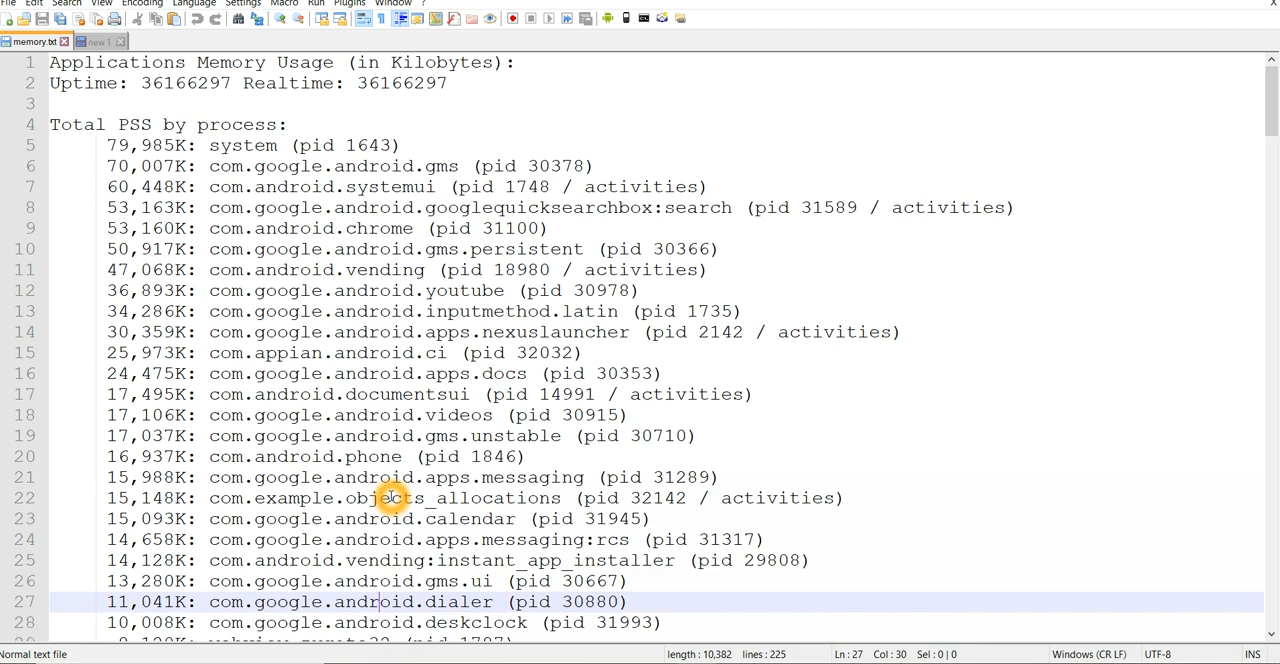 File Edit Search View Encoding Language Settings Macro Run Plugins Window ?
X
memory.txt new 1
1 Applications Memory Usage (in Kilobytes):
2 Uptime: 36166297 Realtime: 36166297
3
4 Total PSS by process:
5 79,985K: system (pid 1643)
6 70,007K: com.google.android.gms (pid 30378)
7 60,448K: com.android.systemui (pid 1748 / activities)
8 53,163K: com.google.android.googlequicksearchbox:search (pid 31589 / activities)
9 53,160K: com.android.chrome (pid 31100)
10 50,917K: com.google.android.gms.persistent (pid 30366)
11 47,068K: com.android.vending (pid 18980 / activities)
12 36,893K: com.google.android.youtube (pid 30978)
13 34,286K: com.google.android.inputmethod.latin (pid 1735)
14 30,359K: com.google.android.apps.nexuslauncher (pid 2142 / activities)
15 25,973K: com.appian.android.ci (pid 32032)
16 24,475K: com.google.android.apps.docs (pid 30353)
17 17,495K: com.android.documentsui (pid 14991 / activities)
18 17,106K: com.google.android.videos (pid 30915)
19 17,037K: com.google.android.gms.unstable (pid 30710)
20 16,937K: com.android.phone (pid 1846)
21 15,988K: com.google.android.apps.messaging (pid 31289)
22 15,148K: com.example.objects_allocations (pid 32142 / activities)
23 15,093K: com.google.android.calendar (pid 31945)
24 14,658K: com.google.android.apps.messaging:rcs (pid 31317)
25 14,128K: com.android.vending:instant_app_installer (pid 29808)
26 13,280K: com.google.android.gms.ui (pid 30667)
27 11,041K: com.google.android.dialer (pid 30880)
28 10,008K: com.google.android.deskclock (pid 31993)
Normal text file length : 10,382 lines : 225 Ln : 27 Col : 30 Sel : 0 | 0 Windows (CR LF) UTF-8 INS